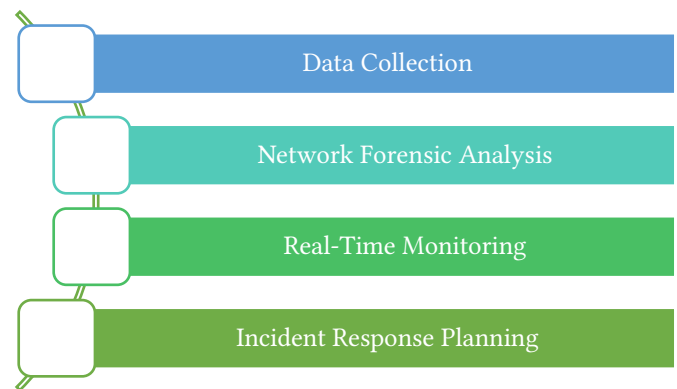 Data Collection
Network Forensic Analysis
Real-Time Monitoring
Incident Response Planning